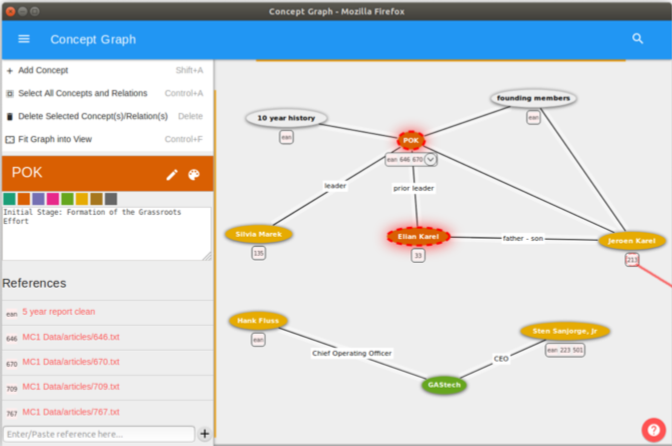 Concept Graph - Mozilla Firefox
Concept Graph
Add Concept Shift+A
Select All Concepts and Relations Control+A
Delete Selected Concept(s)/Relation(s) Delete
Fit Graph into View Control+F
POK
Initial Stage: Formation of the Grassroots
Effort
References
ean 5 year report clean
646 MC1 Data/articles/646.txt
670 MC1 Data/articles/670.txt
709 MC1 Data/articles/709.txt
767 MC1 Data/articles/767.txt
Enter/Paste reference here...
founding members
ean
10 year history
ean
POK
ean 646 670
leader
prior leader
Silvia Marek
135
Elian Karel
33
father - son
Jeroen Karel
213
Hank Fluss
ean
Chief Operating Officer
Sten Sanjorge, Jr
ean 223 501
CEO
GAStech
?